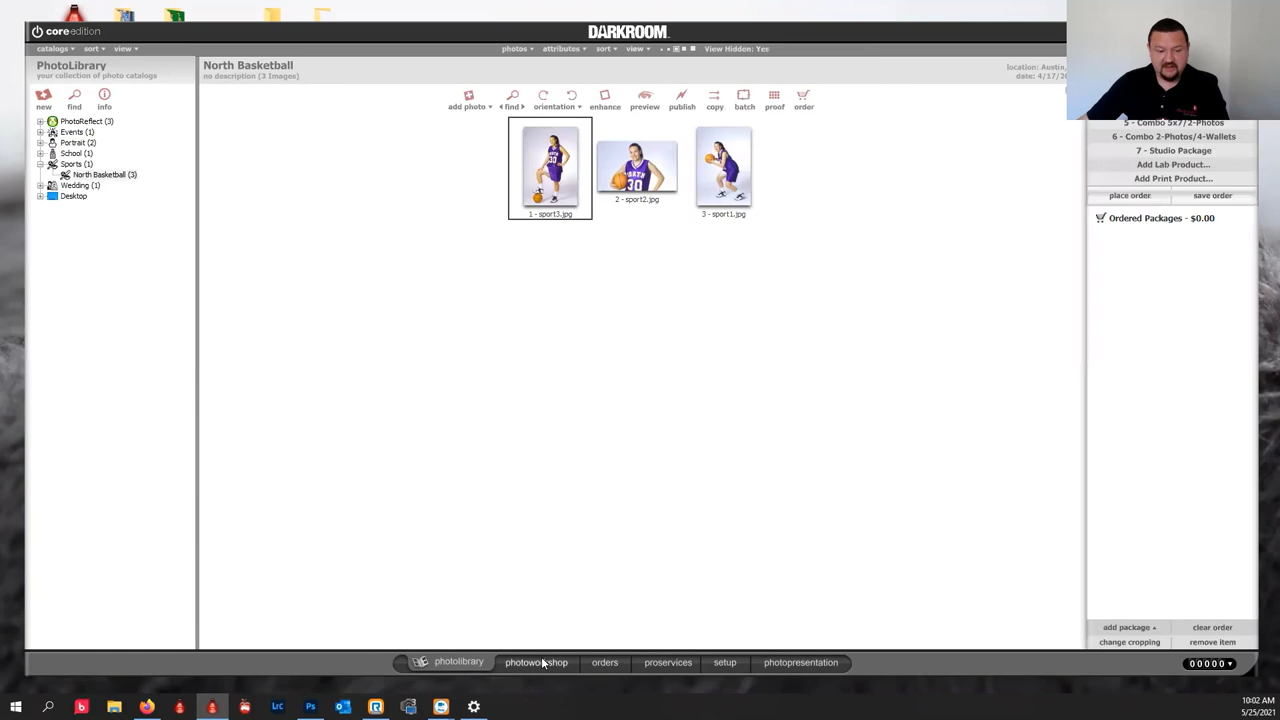 coreedition
DARKROOM
catalogs sort view
photos attributes sort view View Hidden: Yes
PhotoLibrary
your collection of photo catalogs
North Basketball
no description (3 Images)
location: Austin,
date: 4/17/20
new find info
add photo find orientation enhance preview publish copy batch proof order
PhotoReflect (3)
Events (1)
Portrait (2)
School (1)
Sports (1)
North Basketball (3)
Wedding (1)
Desktop
1 - sport3.jpg
2 - sport2.jpg
3 - sport1.jpg
5 - Combo 5x7/2-Photos
6 - Combo 2-Photos/4-Wallets
7 - Studio Package
Add Lab Product...
Add Print Product...
place order save order
Ordered Packages - $0.00
add package clear order
change cropping remove item
photolibrary photoworkshop orders proservices setup photopresentation
00000
Lrc Ps
10:02 AM
5/25/2021